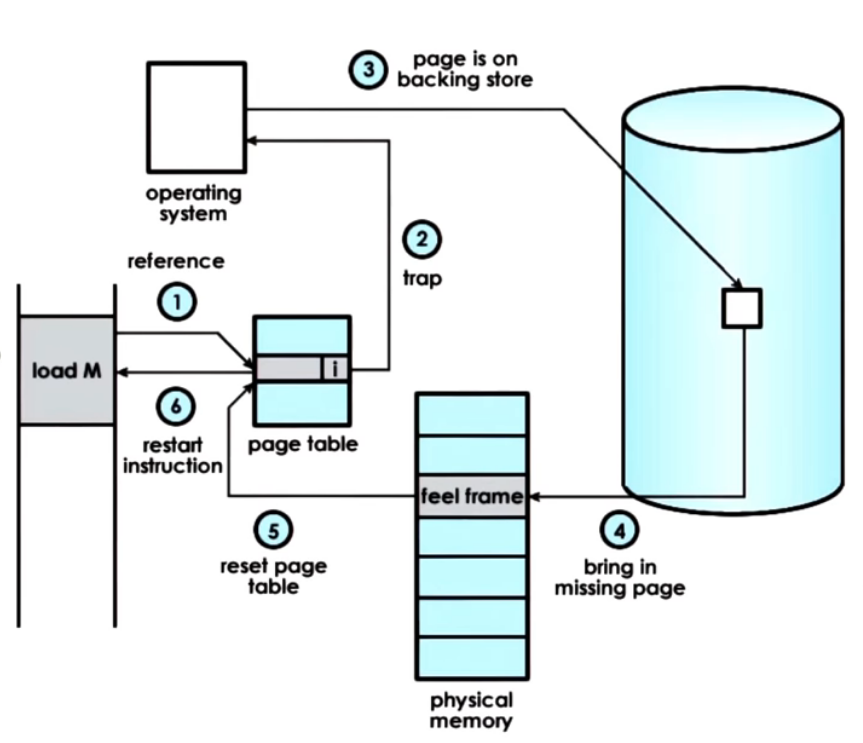 3
page is on
backing store
operating
system
2
trap
reference
1
load M
i
6
restart
instruction
page table
feel frame
5
reset page
table
4
bring in
missing page
physical
memory